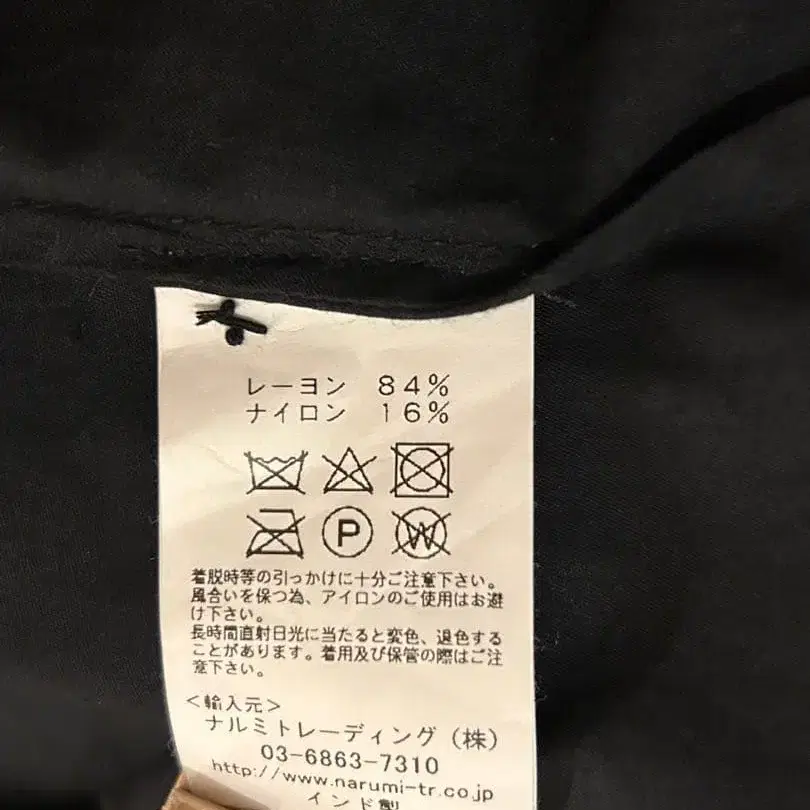 レーヨン 84%
ナイロン 16%
P
W
着脱時等の引っかけに十分ご注意下さい。
風合いを保つ為、アイロンのご使用はお避
け下さい。
長時間直射日光に当たると変色、退色する
ことがあります。着用及び保管の際はご注
意下さい。
<輸入元>
ナルミトレーディング(株)
03-6863-7310
http://www.narumi-tr.co.jp
インド製